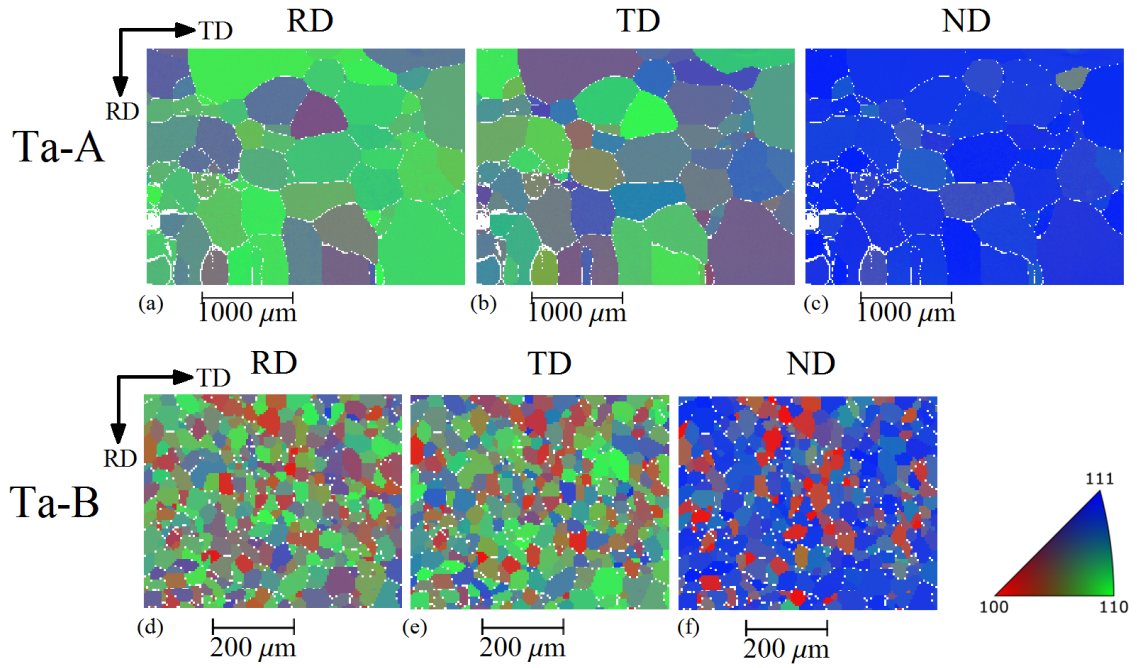 RD TD ND
TD
RD
Ta-A
(a) (b) (c)
1000 μm 1000 μm 1000 μm
RD TD ND
TD
RD
Ta-B
111
100 110
(d) (e) (f)
200 μm 200 μm 200 μm